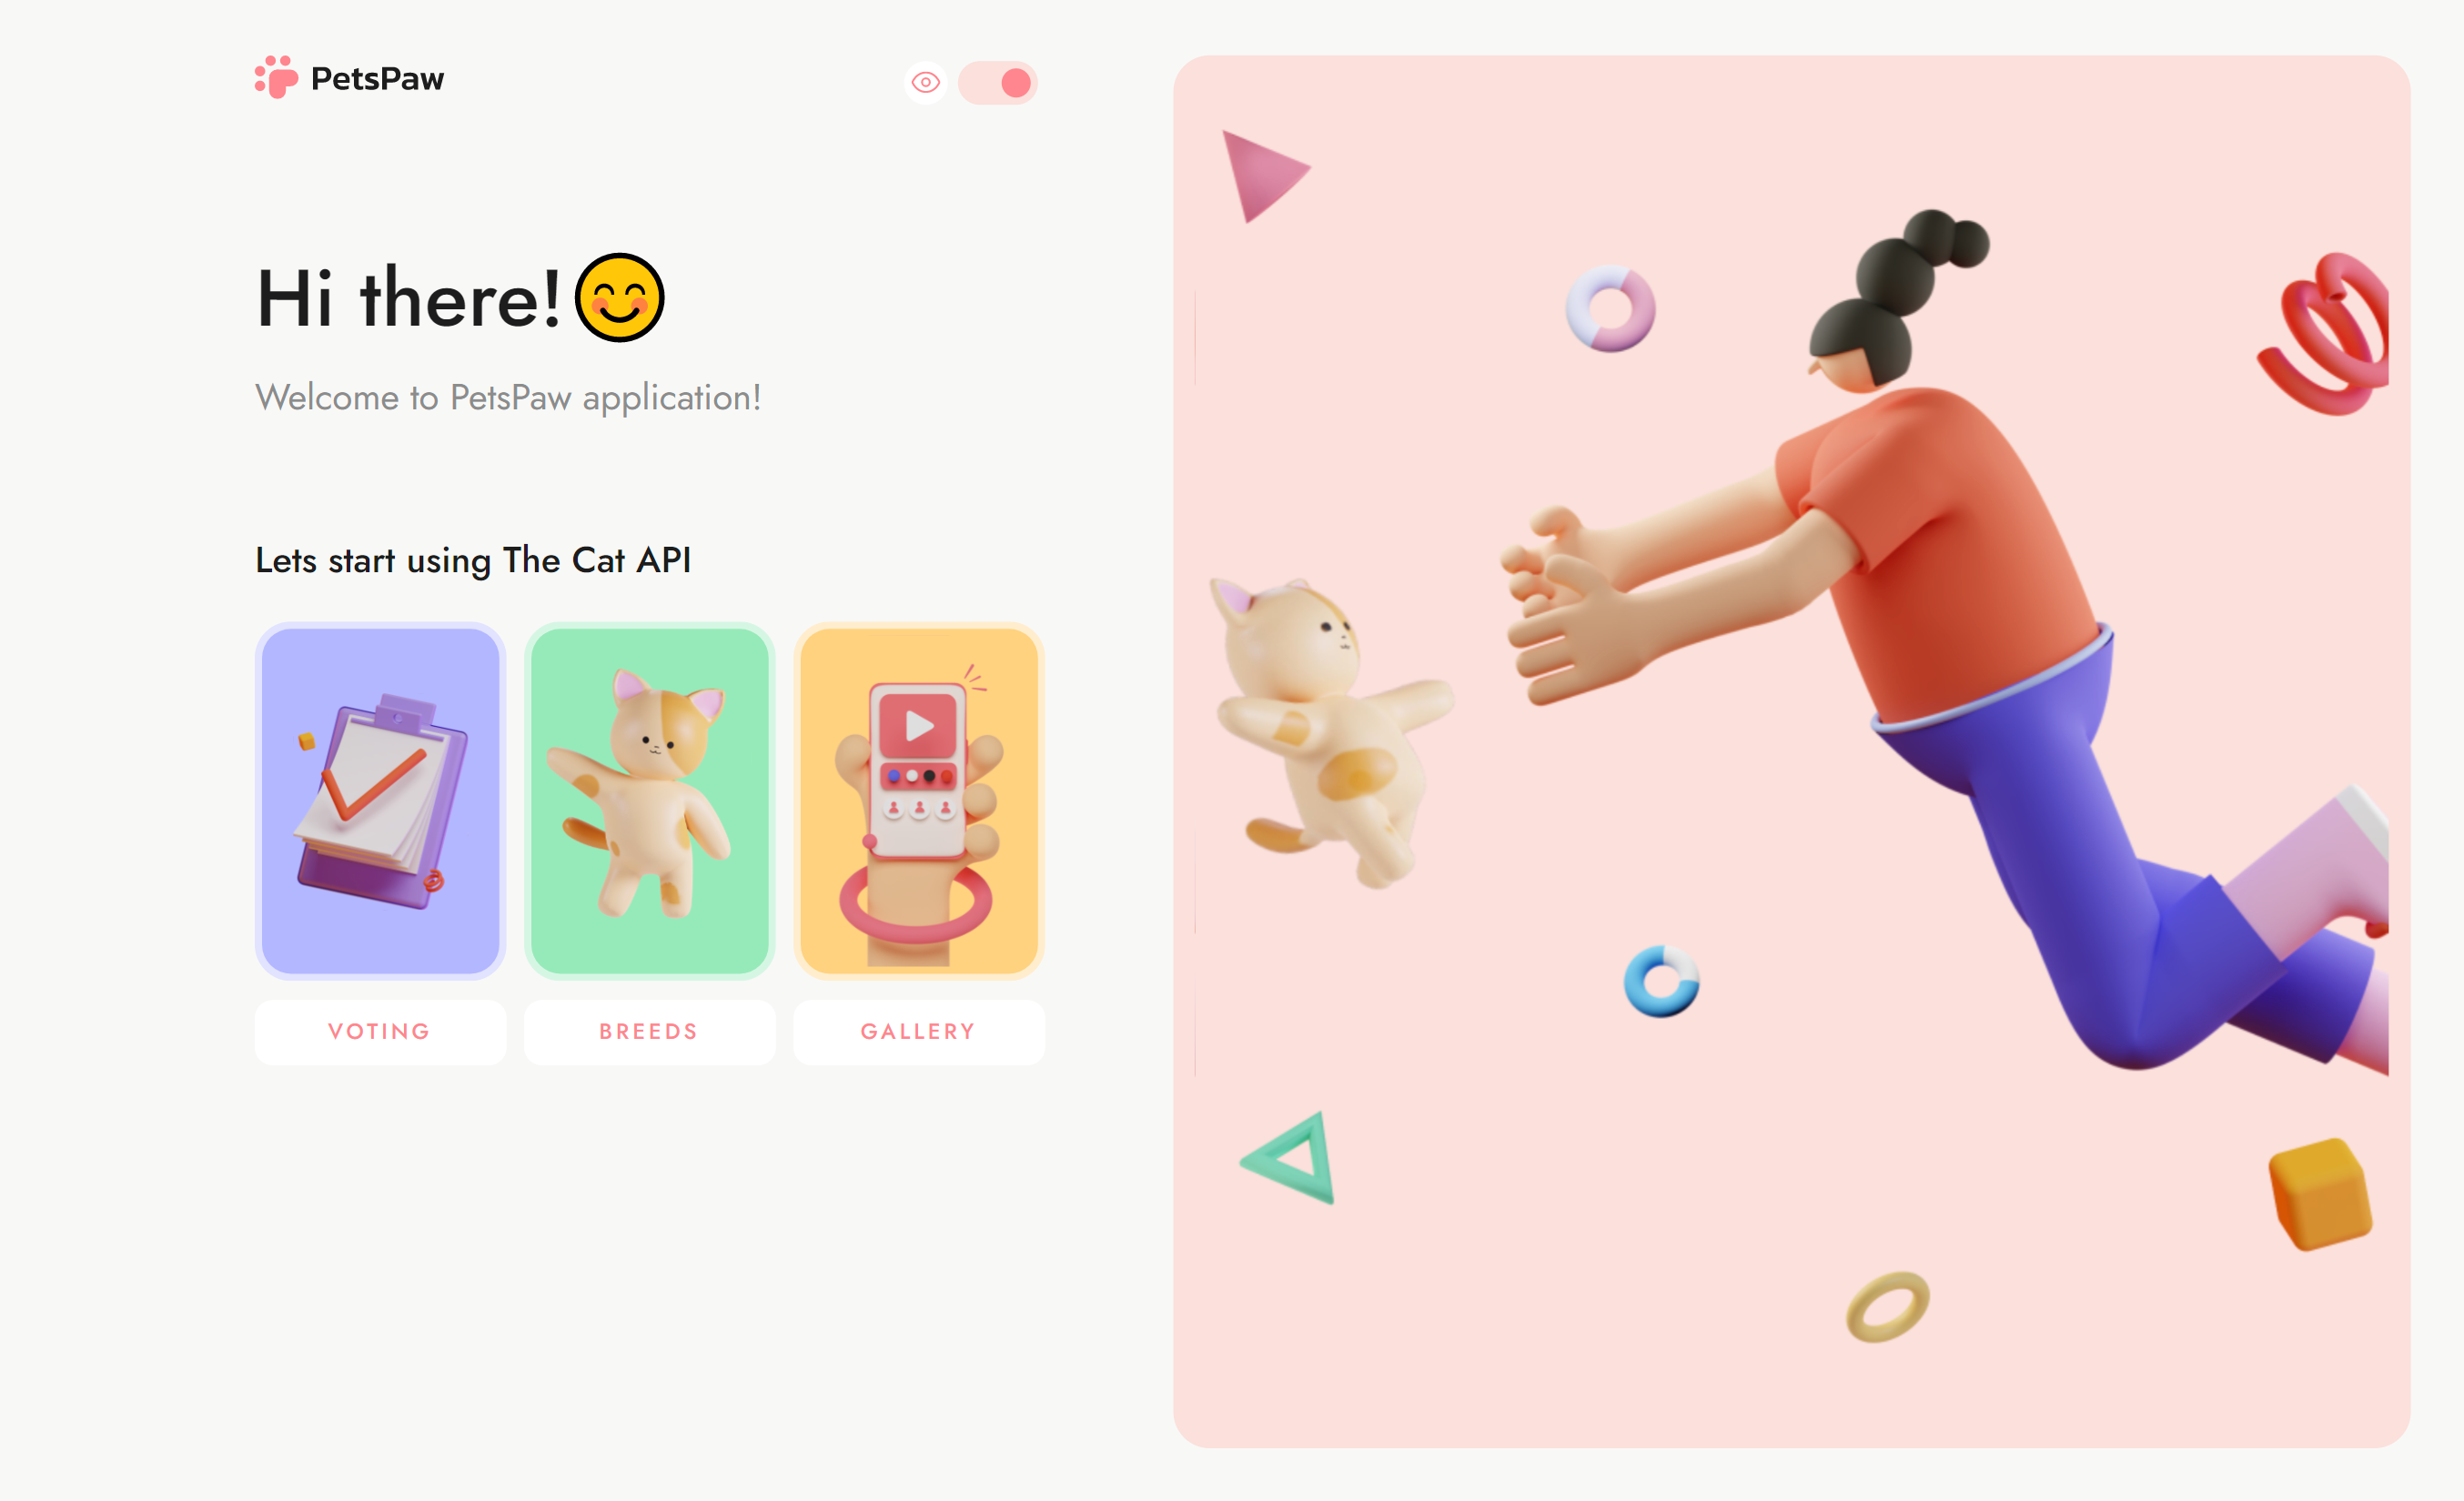 PetsPaw
Hi there!
Welcome to PetsPaw application!
Lets start using The Cat API
VOTING
BREEDS
GALLERY